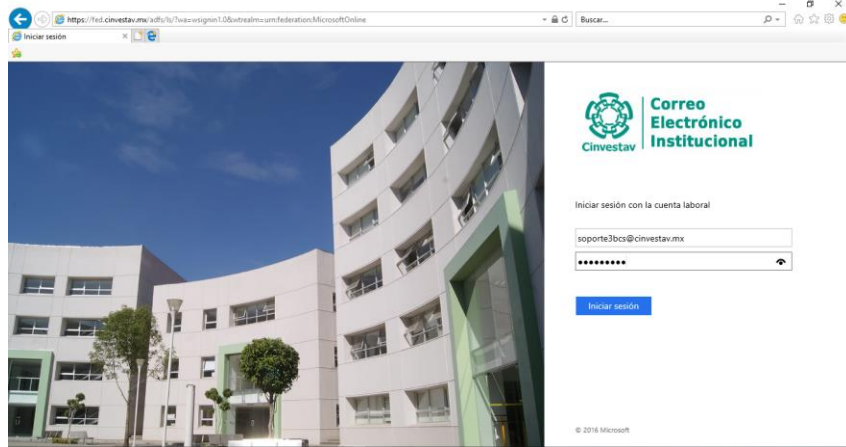 https://fed.cinvestav.mx/adfs/ls/?wa=wsignin1.0&wtrealm=urn:federation:MicrosoftOnline
Buscar...
Iniciar sesión
Cinvestav
Correo
Electrónico
Institucional
Iniciar sesión con la cuenta laboral
soporte3bcs@cinvestav.mx
Iniciar sesión
© 2016 Microsoft